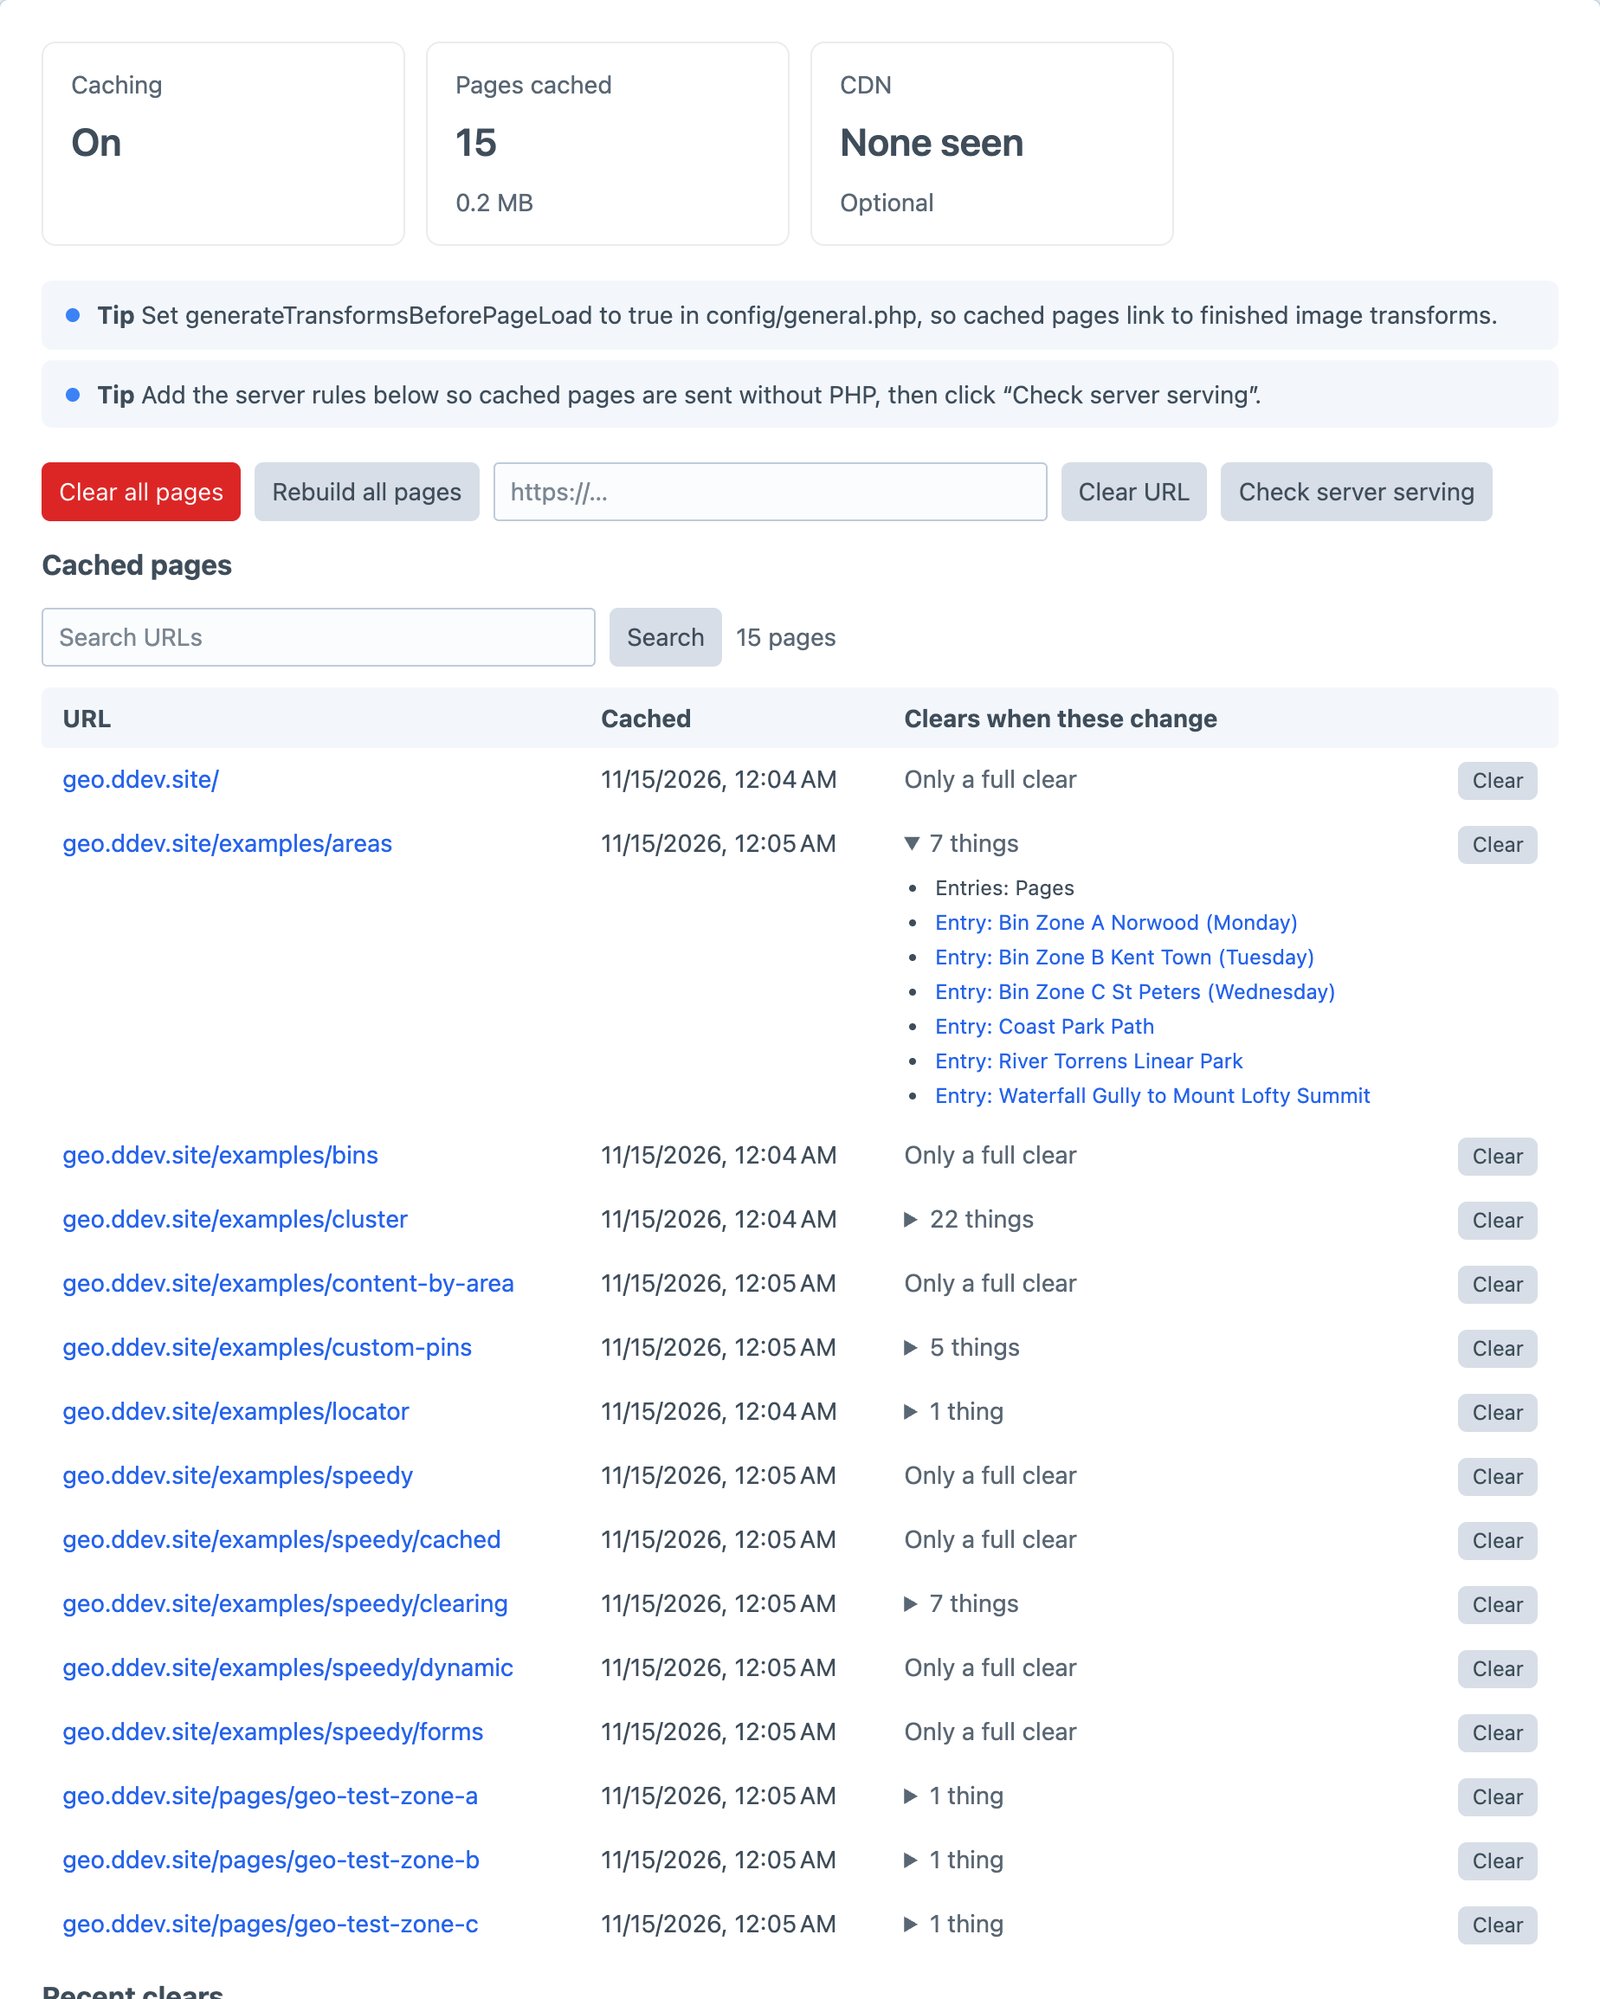 Caching
On
Pages cached
15
0.2 MB
CDN
None seen
Optional
Tip Set generateTransformsBeforePageLoad to true in config/general.php, so cached pages link to finished image transforms.
Tip Add the server rules below so cached pages are sent without PHP, then click “Check server serving”.
Clear all pages Rebuild all pages https://... Clear URL Check server serving
Cached pages
Search URLs Search 15 pages
URL Cached Clears when these change
geo.ddev.site/ 11/15/2026, 12:04 AM Only a full clear Clear
geo.ddev.site/examples/areas 11/15/2026, 12:05 AM 7 things Clear
Entries: Pages
Entry: Bin Zone A Norwood (Monday)
Entry: Bin Zone B Kent Town (Tuesday)
Entry: Bin Zone C St Peters (Wednesday)
Entry: Coast Park Path
Entry: River Torrens Linear Park
Entry: Waterfall Gully to Mount Lofty Summit
geo.ddev.site/examples/bins 11/15/2026, 12:04 AM Only a full clear Clear
geo.ddev.site/examples/cluster 11/15/2026, 12:04 AM 22 things Clear
geo.ddev.site/examples/content-by-area 11/15/2026, 12:05 AM Only a full clear Clear
geo.ddev.site/examples/custom-pins 11/15/2026, 12:05 AM 5 things Clear
geo.ddev.site/examples/locator 11/15/2026, 12:04 AM 1 thing Clear
geo.ddev.site/examples/speedy 11/15/2026, 12:05 AM Only a full clear Clear
geo.ddev.site/examples/speedy/cached 11/15/2026, 12:05 AM Only a full clear Clear
geo.ddev.site/examples/speedy/clearing 11/15/2026, 12:05 AM 7 things Clear
geo.ddev.site/examples/speedy/dynamic 11/15/2026, 12:05 AM Only a full clear Clear
geo.ddev.site/examples/speedy/forms 11/15/2026, 12:05 AM Only a full clear Clear
geo.ddev.site/pages/geo-test-zone-a 11/15/2026, 12:05 AM 1 thing Clear
geo.ddev.site/pages/geo-test-zone-b 11/15/2026, 12:05 AM 1 thing Clear
geo.ddev.site/pages/geo-test-zone-c 11/15/2026, 12:05 AM 1 thing Clear
Recent clears